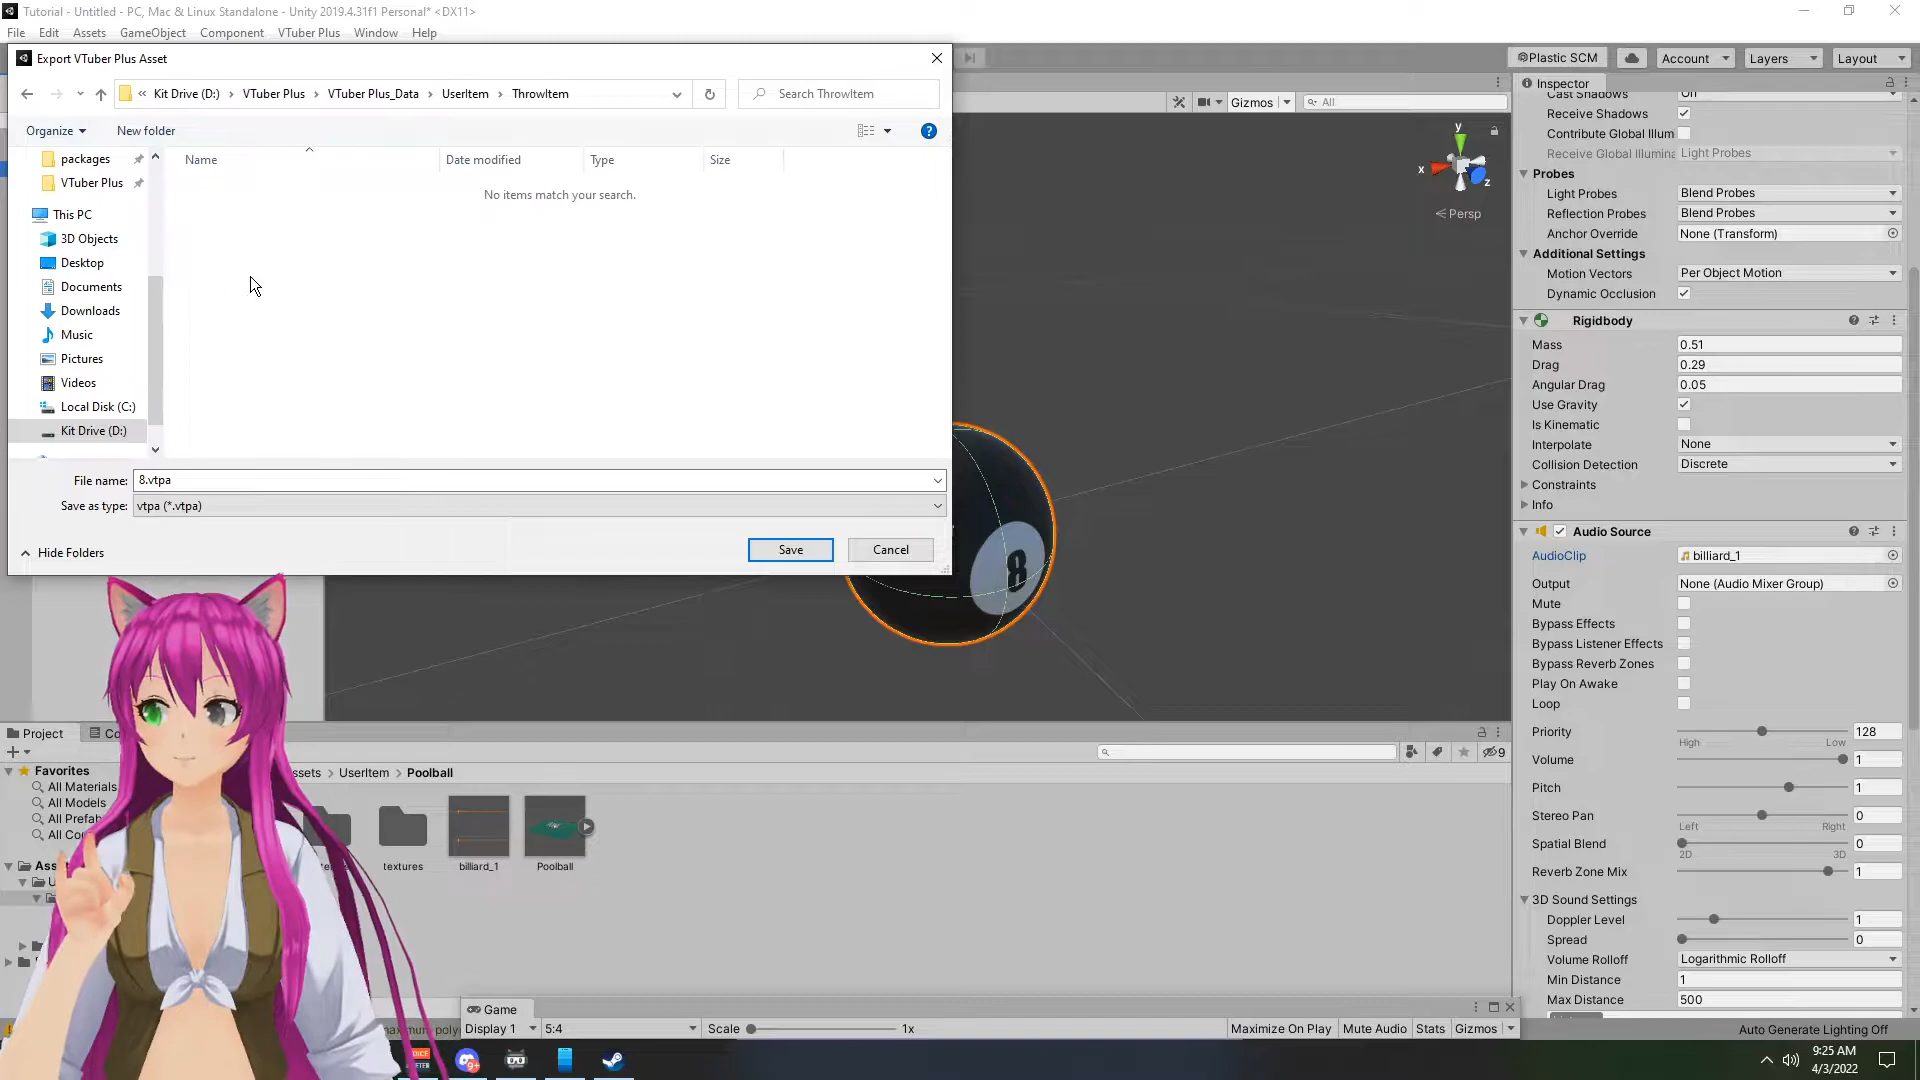 Tutorial - Untitled - PC, Mac & Linux Standalone - Unity 2019.4.31f1 Personal* <DX11>
File Edit Assets GameObject Component VTuber Plus Window Help
Export VTuber Plus Asset
« Kit Drive (D:) › VTuber Plus › VTuber Plus_Data › UserItem › ThrowItem
Search ThrowItem
Organize
New folder
Name
Date modified
Type
Size
No items match your search.
packages
VTuber Plus
This PC
3D Objects
Desktop
Documents
Downloads
Music
Pictures
Videos
Local Disk (C:)
Kit Drive (D:)
File name: 8.vtpa
Save as type: vtpa (*.vtpa)
Hide Folders
Save
Cancel
Plastic SCM
Account
Layers
Layout
Gizmos
All
y
x
z
Persp
8
Inspector
Cast Shadows On
Receive Shadows
Contribute Global Illum
Receive Global Illumina Light Probes
Probes
Light Probes Blend Probes
Reflection Probes Blend Probes
Anchor Override None (Transform)
Additional Settings
Motion Vectors Per Object Motion
Dynamic Occlusion
Rigidbody
Mass 0.51
Drag 0.29
Angular Drag 0.05
Use Gravity
Is Kinematic
Interpolate None
Collision Detection Discrete
Constraints
Info
Audio Source
AudioClip billiard_1
Output None (Audio Mixer Group)
Mute
Bypass Effects
Bypass Listener Effects
Bypass Reverb Zones
Play On Awake
Loop
Priority 128
High Low
Volume 1
Pitch 1
Stereo Pan 0
Left Right
Spatial Blend 0
2D 3D
Reverb Zone Mix 1
3D Sound Settings
Doppler Level 1
Spread 0
Volume Rolloff Logarithmic Rolloff
Min Distance 1
Max Distance 500
Auto Generate Lighting Off
Project
Co
9
Favorites
All Materials
All Models
All Prefab
All Co
Asset
U
ssets › UserItem › Poolball
textures
billiard_1
Poolball
Game
Display 1
5:4
Scale
1x
Maximize On Play
Mute Audio
Stats
Gizmos
9:25 AM
4/3/2022